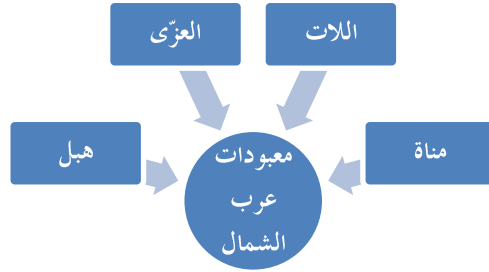 اللات
العزّى
مناة
هبل
معبودات
عرب
الشمال